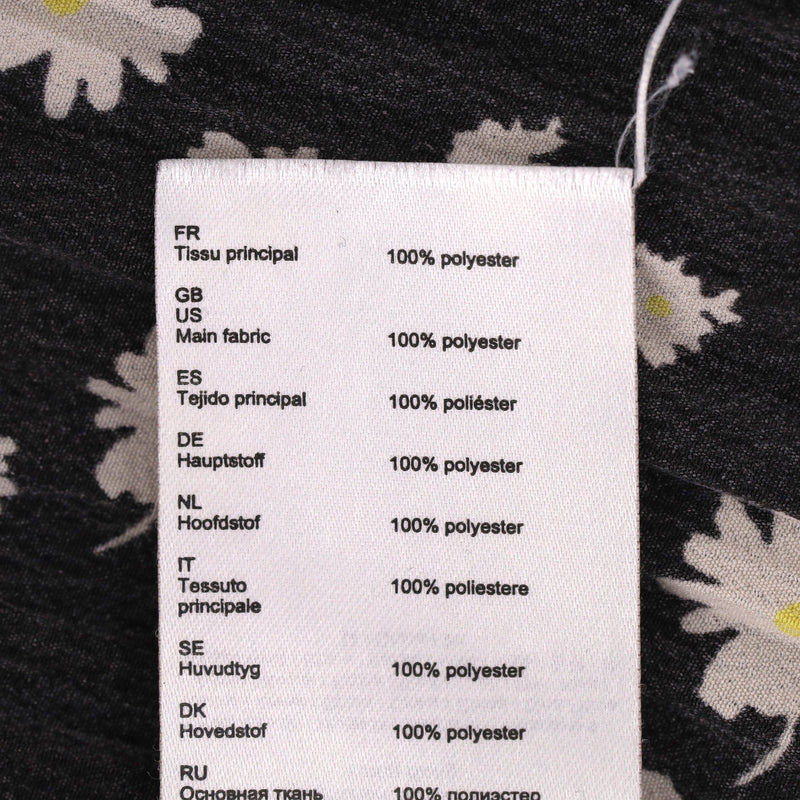 FR
Tissu principal 100% polyester
GB
US
Main fabric 100% polyester
ES
Tejido principal 100% poliéster
DE
Hauptstoff 100% polyester
NL
Hoofdstof 100% polyester
IT
Tessuto 100% poliestere
principale
SE
Huvudtyg 100% polyester
DK
Hovedstof 100% polyester
RU
Основная ткань 100% полиэстер